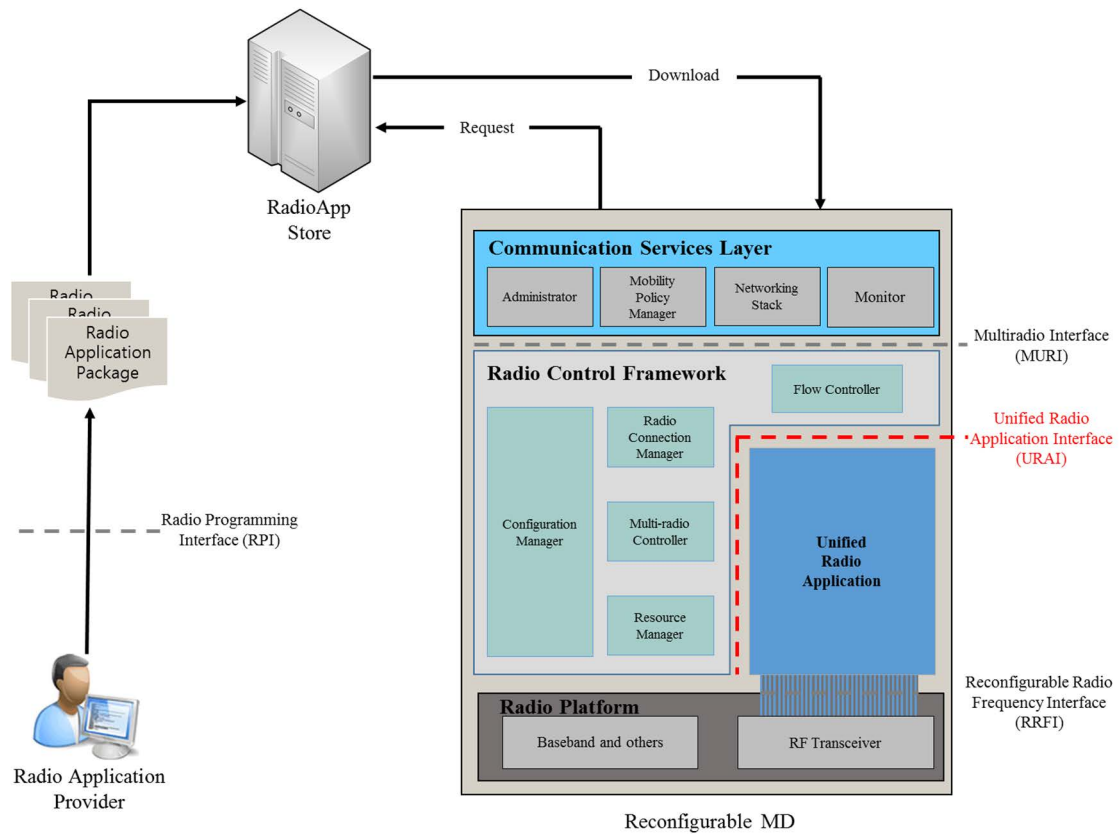 Download
Request
RadioApp
Store
Communication Services Layer
Administrator
Mobility
Policy
Manager
Networking
Stack
Monitor
Multiradio Interface
(MURI)
Radio
Radio
Radio
Application
Package
Radio Control Framework
Flow Controller
Radio
Connection
Manager
Unified Radio
Application Interface
(URAI)
Configuration
Manager
Multi-radio
Controller
Unified
Radio
Application
Radio Programming
Interface (RPI)
Resource
Manager
Reconfigurable Radio
Frequency Interface
(RRFI)
Radio Platform
Baseband and others
RF Transceiver
Radio Application
Provider
Reconfigurable MD